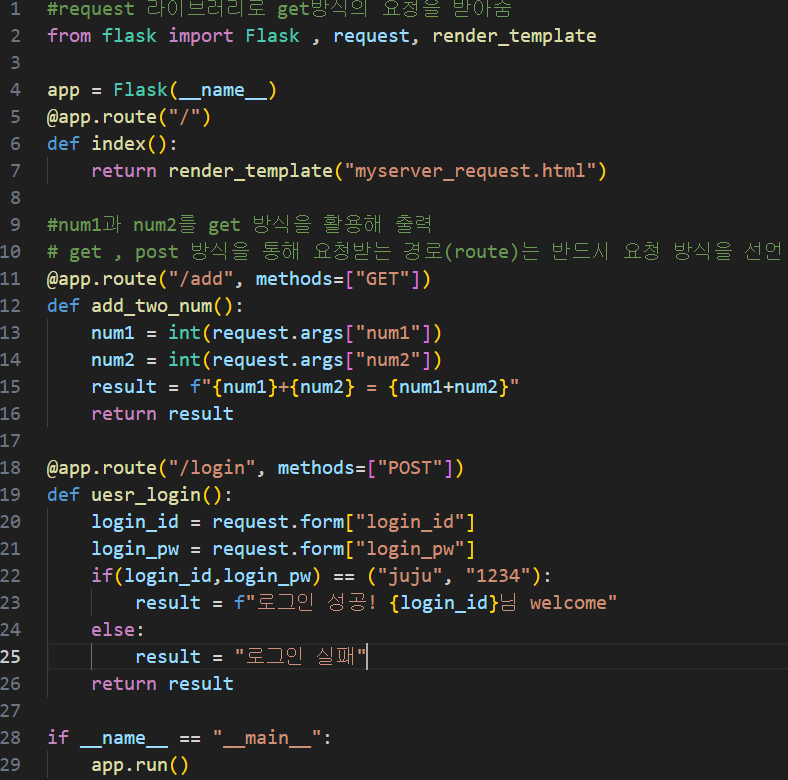 1 #request 라이브러리로 get방식의 요청을 받아줌
2 from flask import Flask , request, render_template
3
4 app = Flask(__name__)
5 @app.route("/")
6 def index():
7     return render_template("myserver_request.html")
8
9 #num1과 num2를 get 방식을 활용해 출력
10 # get , post 방식을 통해 요청받는 경로(route)는 반드시 요청 방식을 선언
11 @app.route("/add", methods=["GET"])
12 def add_two_num():
13     num1 = int(request.args["num1"])
14     num2 = int(request.args["num2"])
15     result = f"{num1}+{num2} = {num1+num2}"
16     return result
17
18 @app.route("/login", methods=["POST"])
19 def uesr_login():
20     login_id = request.form["login_id"]
21     login_pw = request.form["login_pw"]
22     if(login_id,login_pw) == ("juju", "1234"):
23         result = f"로그인 성공! {login_id}님 welcome"
24     else:
25         result = "로그인 실패"
26     return result
27
28 if __name__ == "__main__":
29     app.run()